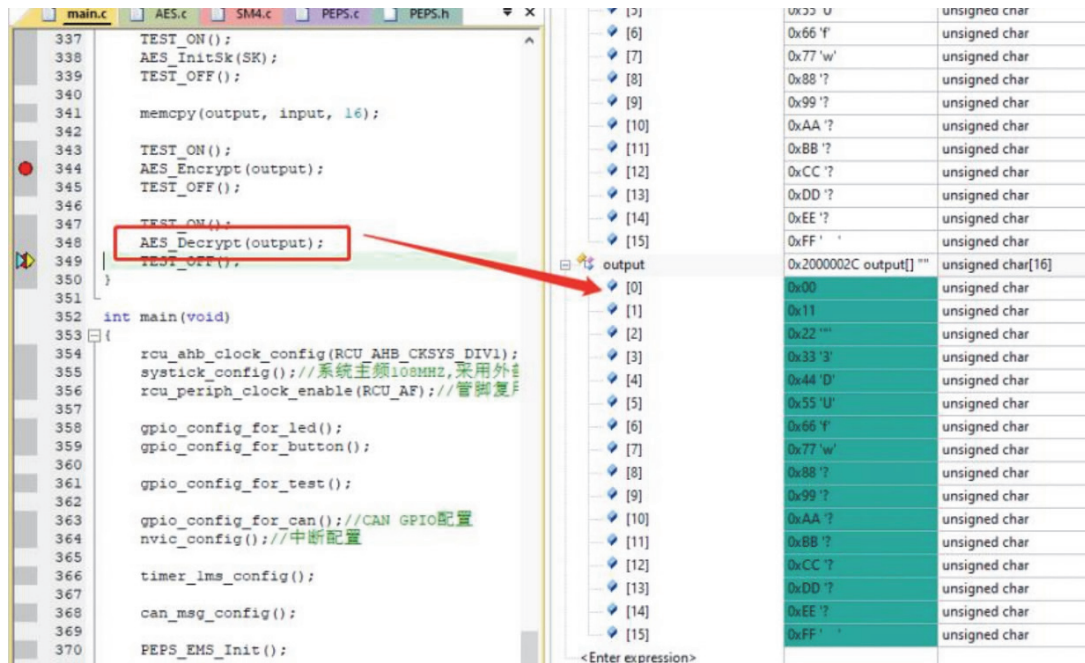 main.c AES.c SM4.c PEPS.c PEPS.h
337 TEST_ON();
338 AES_InitSk(SK);
339 TEST_OFF();
340
341 memcpy(output, input, 16);
342
343 TEST_ON();
344 AES_Encrypt(output);
345 TEST_OFF();
346
347 TEST_ON();
348 AES_Decrypt(output);
349 TEST_OFF();
350 }
351
352 int main(void)
353 {
354 rcu_ahb_clock_config(RCU_AHB_CKSYS_DIV1);
355 systick_config();//系统主频108MHZ,采用外
356 rcu_periph_clock_enable(RCU_AF);//管脚复
357
358 gpio_config_for_led();
359 gpio_config_for_button();
360
361 gpio_config_for_test();
362
363 gpio_config_for_can();//CAN GPIO配置
364 nvic_config();//中断配置
365
366 timer_1ms_config();
367
368 can_msg_config();
369
370 PEPS_EMS_Init();
[5] 0x55 'U' unsigned char
[6] 0x66 'f' unsigned char
[7] 0x77 'w' unsigned char
[8] 0x88 '? unsigned char
[9] 0x99 '? unsigned char
[10] 0xAA '? unsigned char
[11] 0xBB '? unsigned char
[12] 0xCC '? unsigned char
[13] 0xDD '? unsigned char
[14] 0xEE '? unsigned char
[15] 0xFF ' ' unsigned char
output 0x2000002C output[] "" unsigned char[16]
[0] 0x00 unsigned char
[1] 0x11 unsigned char
[2] 0x22 '"' unsigned char
[3] 0x33 '3' unsigned char
[4] 0x44 'D' unsigned char
[5] 0x55 'U' unsigned char
[6] 0x66 'f' unsigned char
[7] 0x77 'w' unsigned char
[8] 0x88 '? unsigned char
[9] 0x99 '? unsigned char
[10] 0xAA '? unsigned char
[11] 0xBB '? unsigned char
[12] 0xCC '? unsigned char
[13] 0xDD '? unsigned char
[14] 0xEE '? unsigned char
[15] 0xFF ' ' unsigned char
<Enter expression>